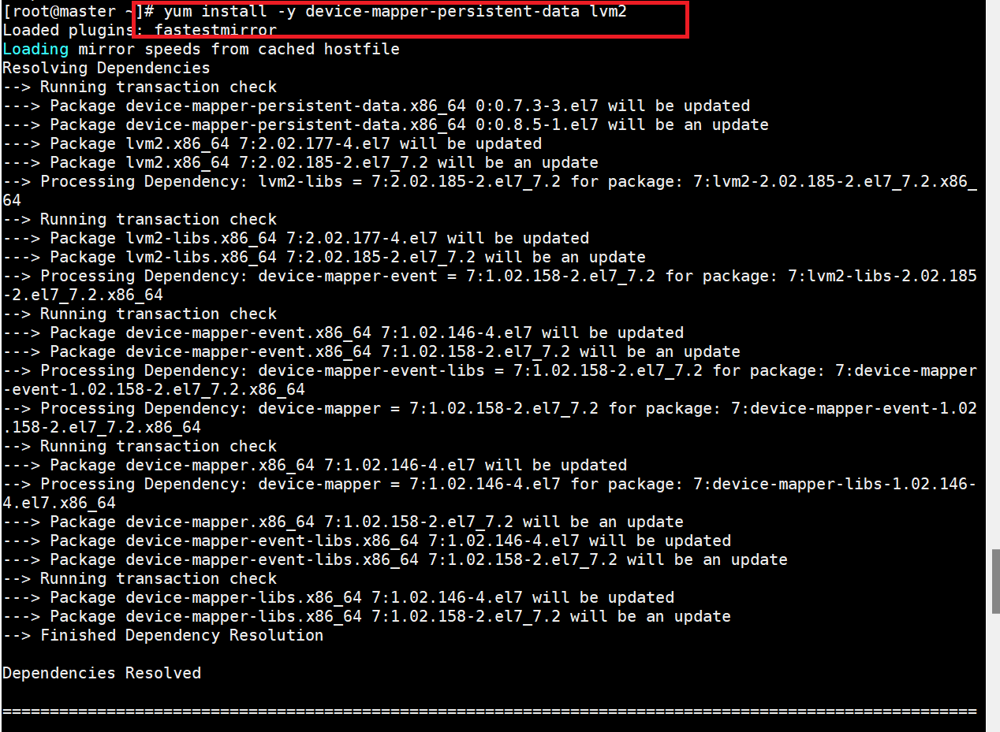 [root@master ~]# yum install -y device-mapper-persistent-data lvm2
Loaded plugins: fastestmirror
Loading mirror speeds from cached hostfile
Resolving Dependencies
--> Running transaction check
---> Package device-mapper-persistent-data.x86_64 0:0.7.3-3.el7 will be updated
---> Package device-mapper-persistent-data.x86_64 0:0.8.5-1.el7 will be an update
---> Package lvm2.x86_64 7:2.02.177-4.el7 will be updated
---> Package lvm2.x86_64 7:2.02.185-2.el7_7.2 will be an update
--> Processing Dependency: lvm2-libs = 7:2.02.185-2.el7_7.2 for package: 7:lvm2-2.02.185-2.el7_7.2.x86_
64
--> Running transaction check
---> Package lvm2-libs.x86_64 7:2.02.177-4.el7 will be updated
---> Package lvm2-libs.x86_64 7:2.02.185-2.el7_7.2 will be an update
--> Processing Dependency: device-mapper-event = 7:1.02.158-2.el7_7.2 for package: 7:lvm2-libs-2.02.185
-2.el7_7.2.x86_64
--> Running transaction check
---> Package device-mapper-event.x86_64 7:1.02.146-4.el7 will be updated
---> Package device-mapper-event.x86_64 7:1.02.158-2.el7_7.2 will be an update
--> Processing Dependency: device-mapper-event-libs = 7:1.02.158-2.el7_7.2 for package: 7:device-mapper
-event-1.02.158-2.el7_7.2.x86_64
--> Processing Dependency: device-mapper = 7:1.02.158-2.el7_7.2 for package: 7:device-mapper-event-1.02
.158-2.el7_7.2.x86_64
--> Running transaction check
---> Package device-mapper.x86_64 7:1.02.146-4.el7 will be updated
--> Processing Dependency: device-mapper = 7:1.02.146-4.el7 for package: 7:device-mapper-libs-1.02.146-
4.el7.x86_64
---> Package device-mapper.x86_64 7:1.02.158-2.el7_7.2 will be an update
---> Package device-mapper-event-libs.x86_64 7:1.02.146-4.el7 will be updated
---> Package device-mapper-event-libs.x86_64 7:1.02.158-2.el7_7.2 will be an update
--> Running transaction check
---> Package device-mapper-libs.x86_64 7:1.02.146-4.el7 will be updated
---> Package device-mapper-libs.x86_64 7:1.02.158-2.el7_7.2 will be an update
--> Finished Dependency Resolution
Dependencies Resolved
=======================================================================================================